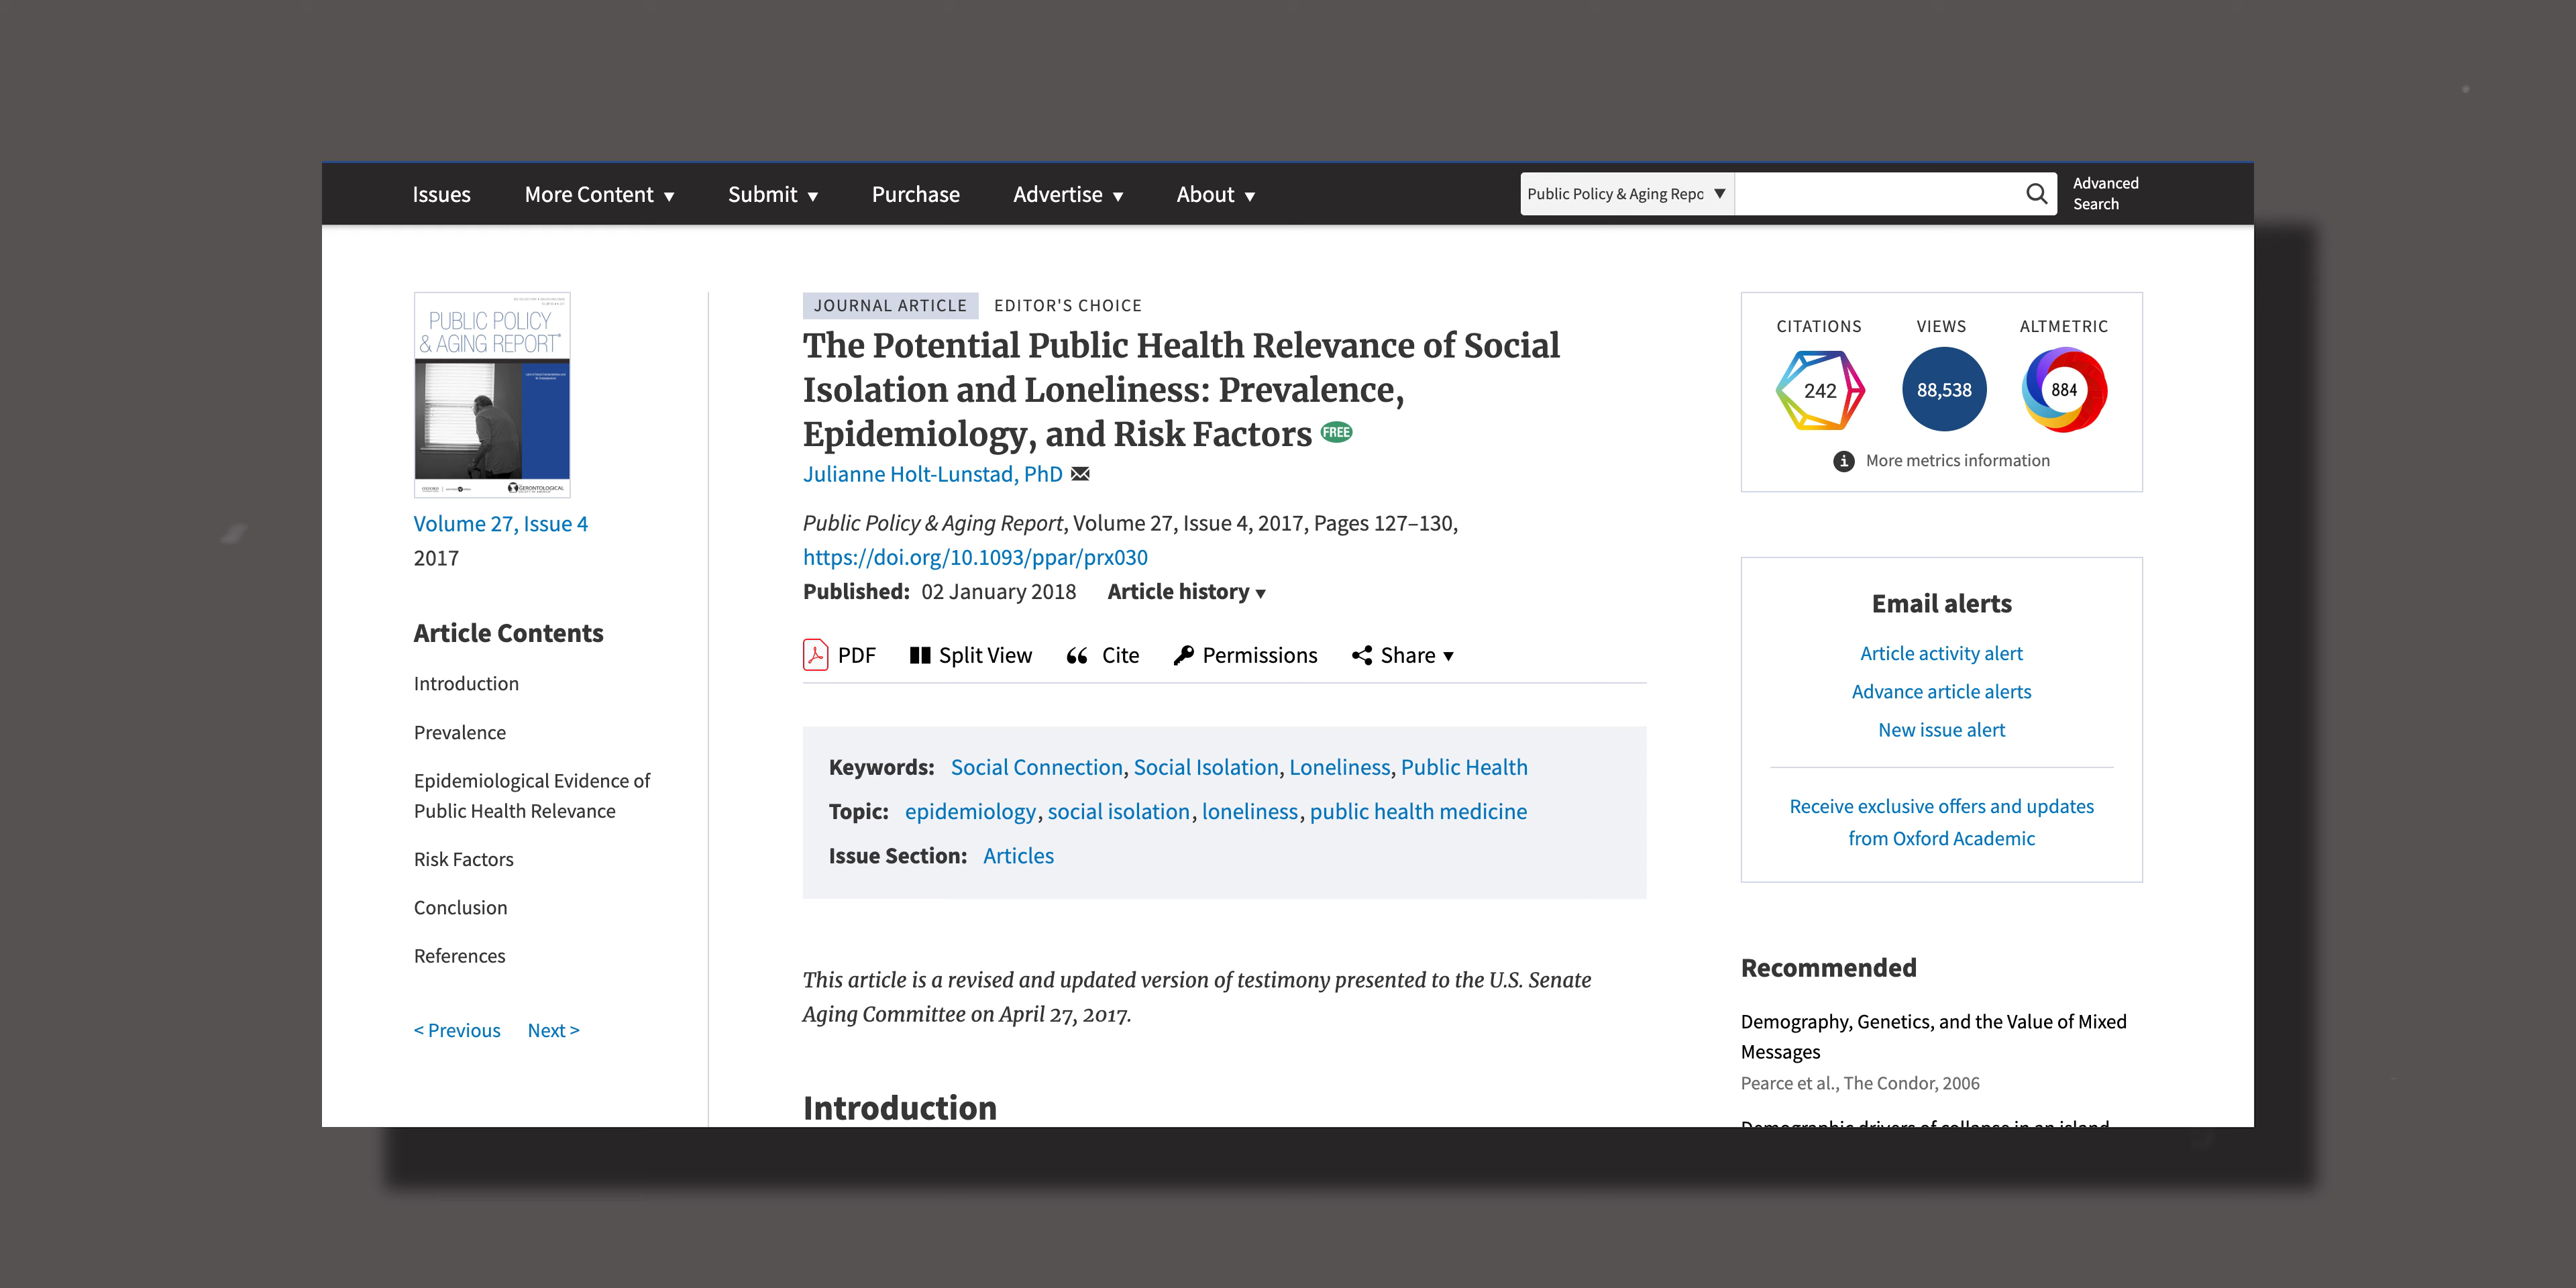 Issues More Content ▼ Submit ▼ Purchase Advertise ▼ About ▼
Public Policy & Aging Repo ▼
Advanced
Search
PUBLIC POLICY
& AGING REPORT
GERONTOLOGICAL
Volume 27, Issue 4
2017
Article Contents
Introduction
Prevalence
Epidemiological Evidence of
Public Health Relevance
Risk Factors
Conclusion
References
< Previous Next >
JOURNAL ARTICLE EDITOR'S CHOICE
The Potential Public Health Relevance of Social
Isolation and Loneliness: Prevalence,
Epidemiology, and Risk Factors FREE
Julianne Holt-Lunstad, PhD
Public Policy & Aging Report, Volume 27, Issue 4, 2017, Pages 127–130,
https://doi.org/10.1093/ppar/prx030
Published: 02 January 2018 Article history ▼
PDF Split View Cite Permissions Share ▼
Keywords: Social Connection, Social Isolation, Loneliness, Public Health
Topic: epidemiology, social isolation, loneliness, public health medicine
Issue Section: Articles
This article is a revised and updated version of testimony presented to the U.S. Senate
Aging Committee on April 27, 2017.
Introduction
CITATIONS VIEWS ALTMETRIC
242 88,538 884
More metrics information
Email alerts
Article activity alert
Advance article alerts
New issue alert
Receive exclusive offers and updates
from Oxford Academic
Recommended
Demography, Genetics, and the Value of Mixed
Messages
Pearce et al., The Condor, 2006
Demographic drivers of collapse in an island